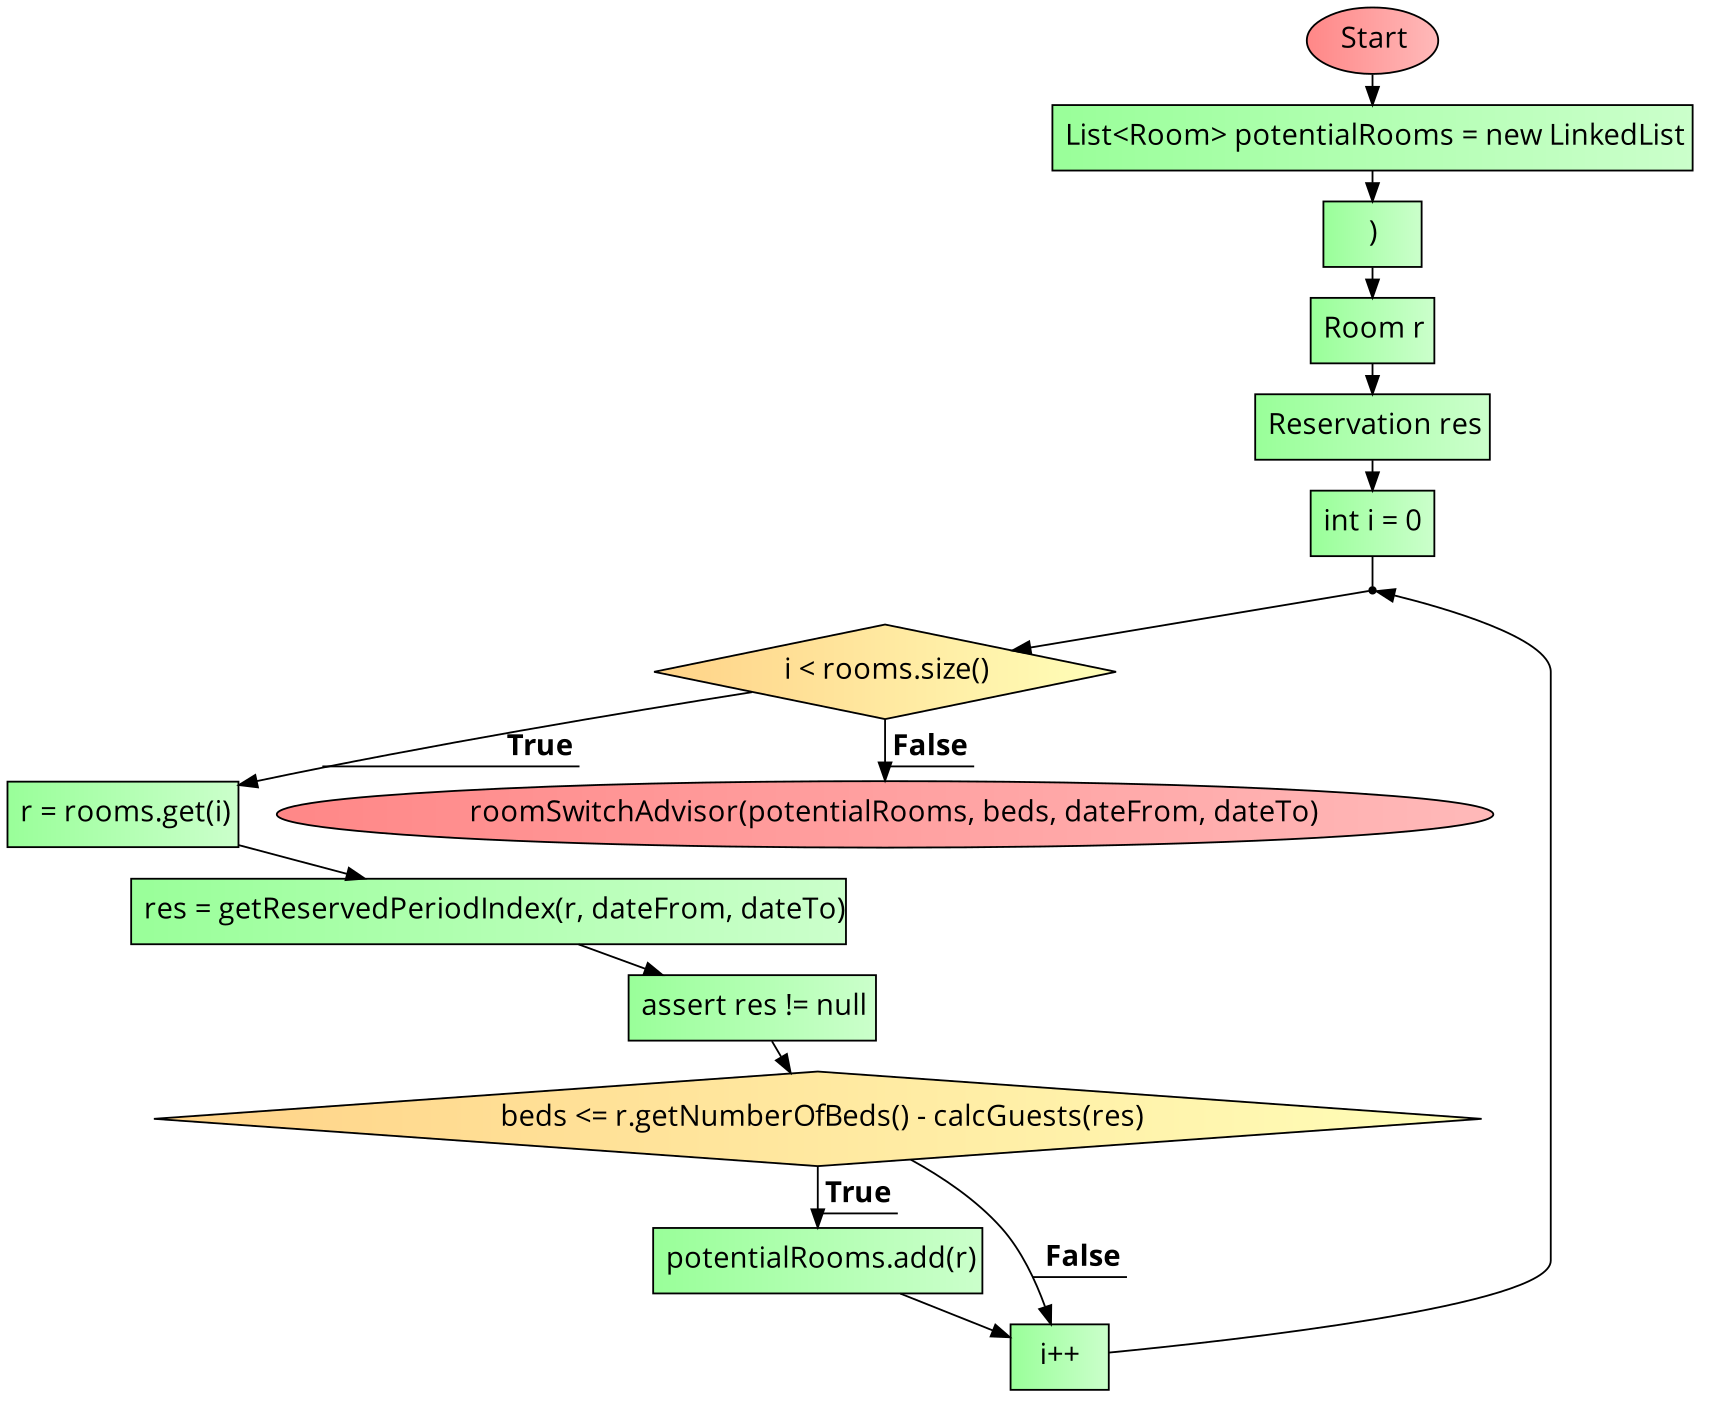 Start
List<Room> potentialRooms = new LinkedList
)
Room r
Reservation res
int i = 0
i < rooms.size()
True
False
r = rooms.get(i)
roomSwitchAdvisor(potentialRooms, beds, dateFrom, dateTo)
res = getReservedPeriodIndex(r, dateFrom, dateTo)
assert res != null
beds <= r.getNumberOfBeds() - calcGuests(res)
True
False
potentialRooms.add(r)
i++